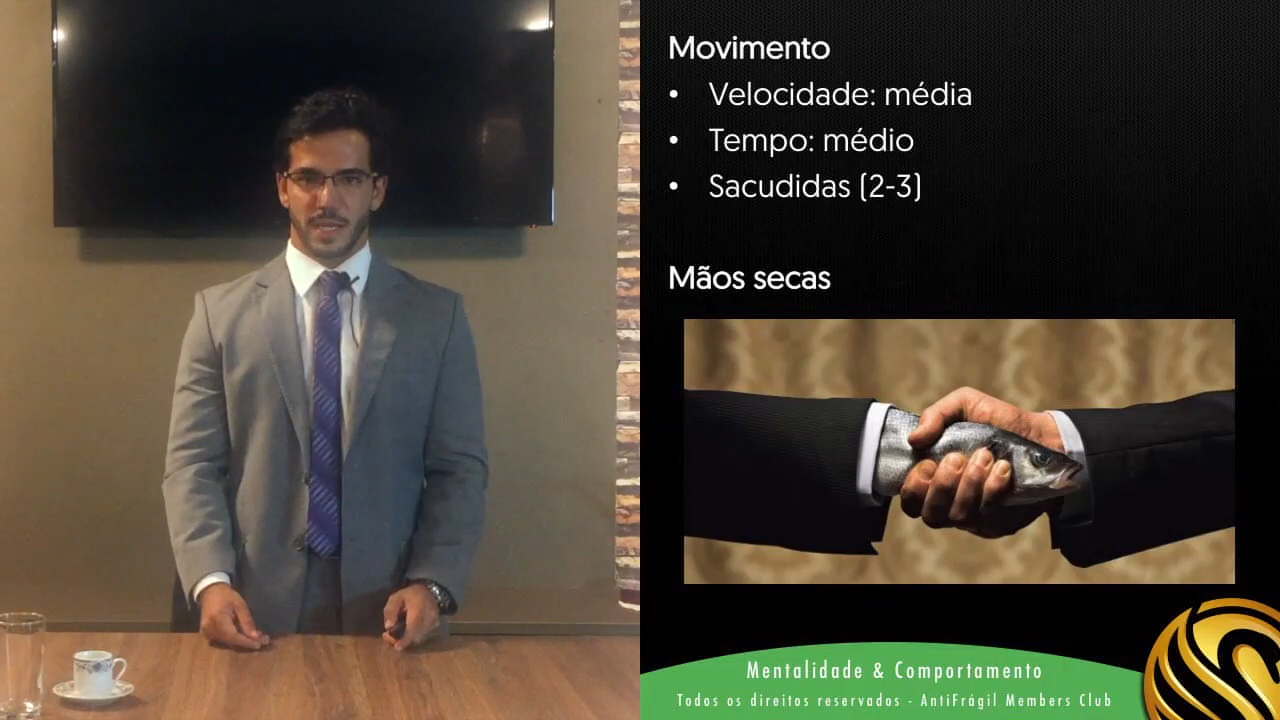 Movimento
• Velocidade: média
• Tempo: médio
• Sacudidas (2-3)
Mãos secas
Mentalidade & Comportamento
Todos os direitos reservados - AntiFrágil Members Club